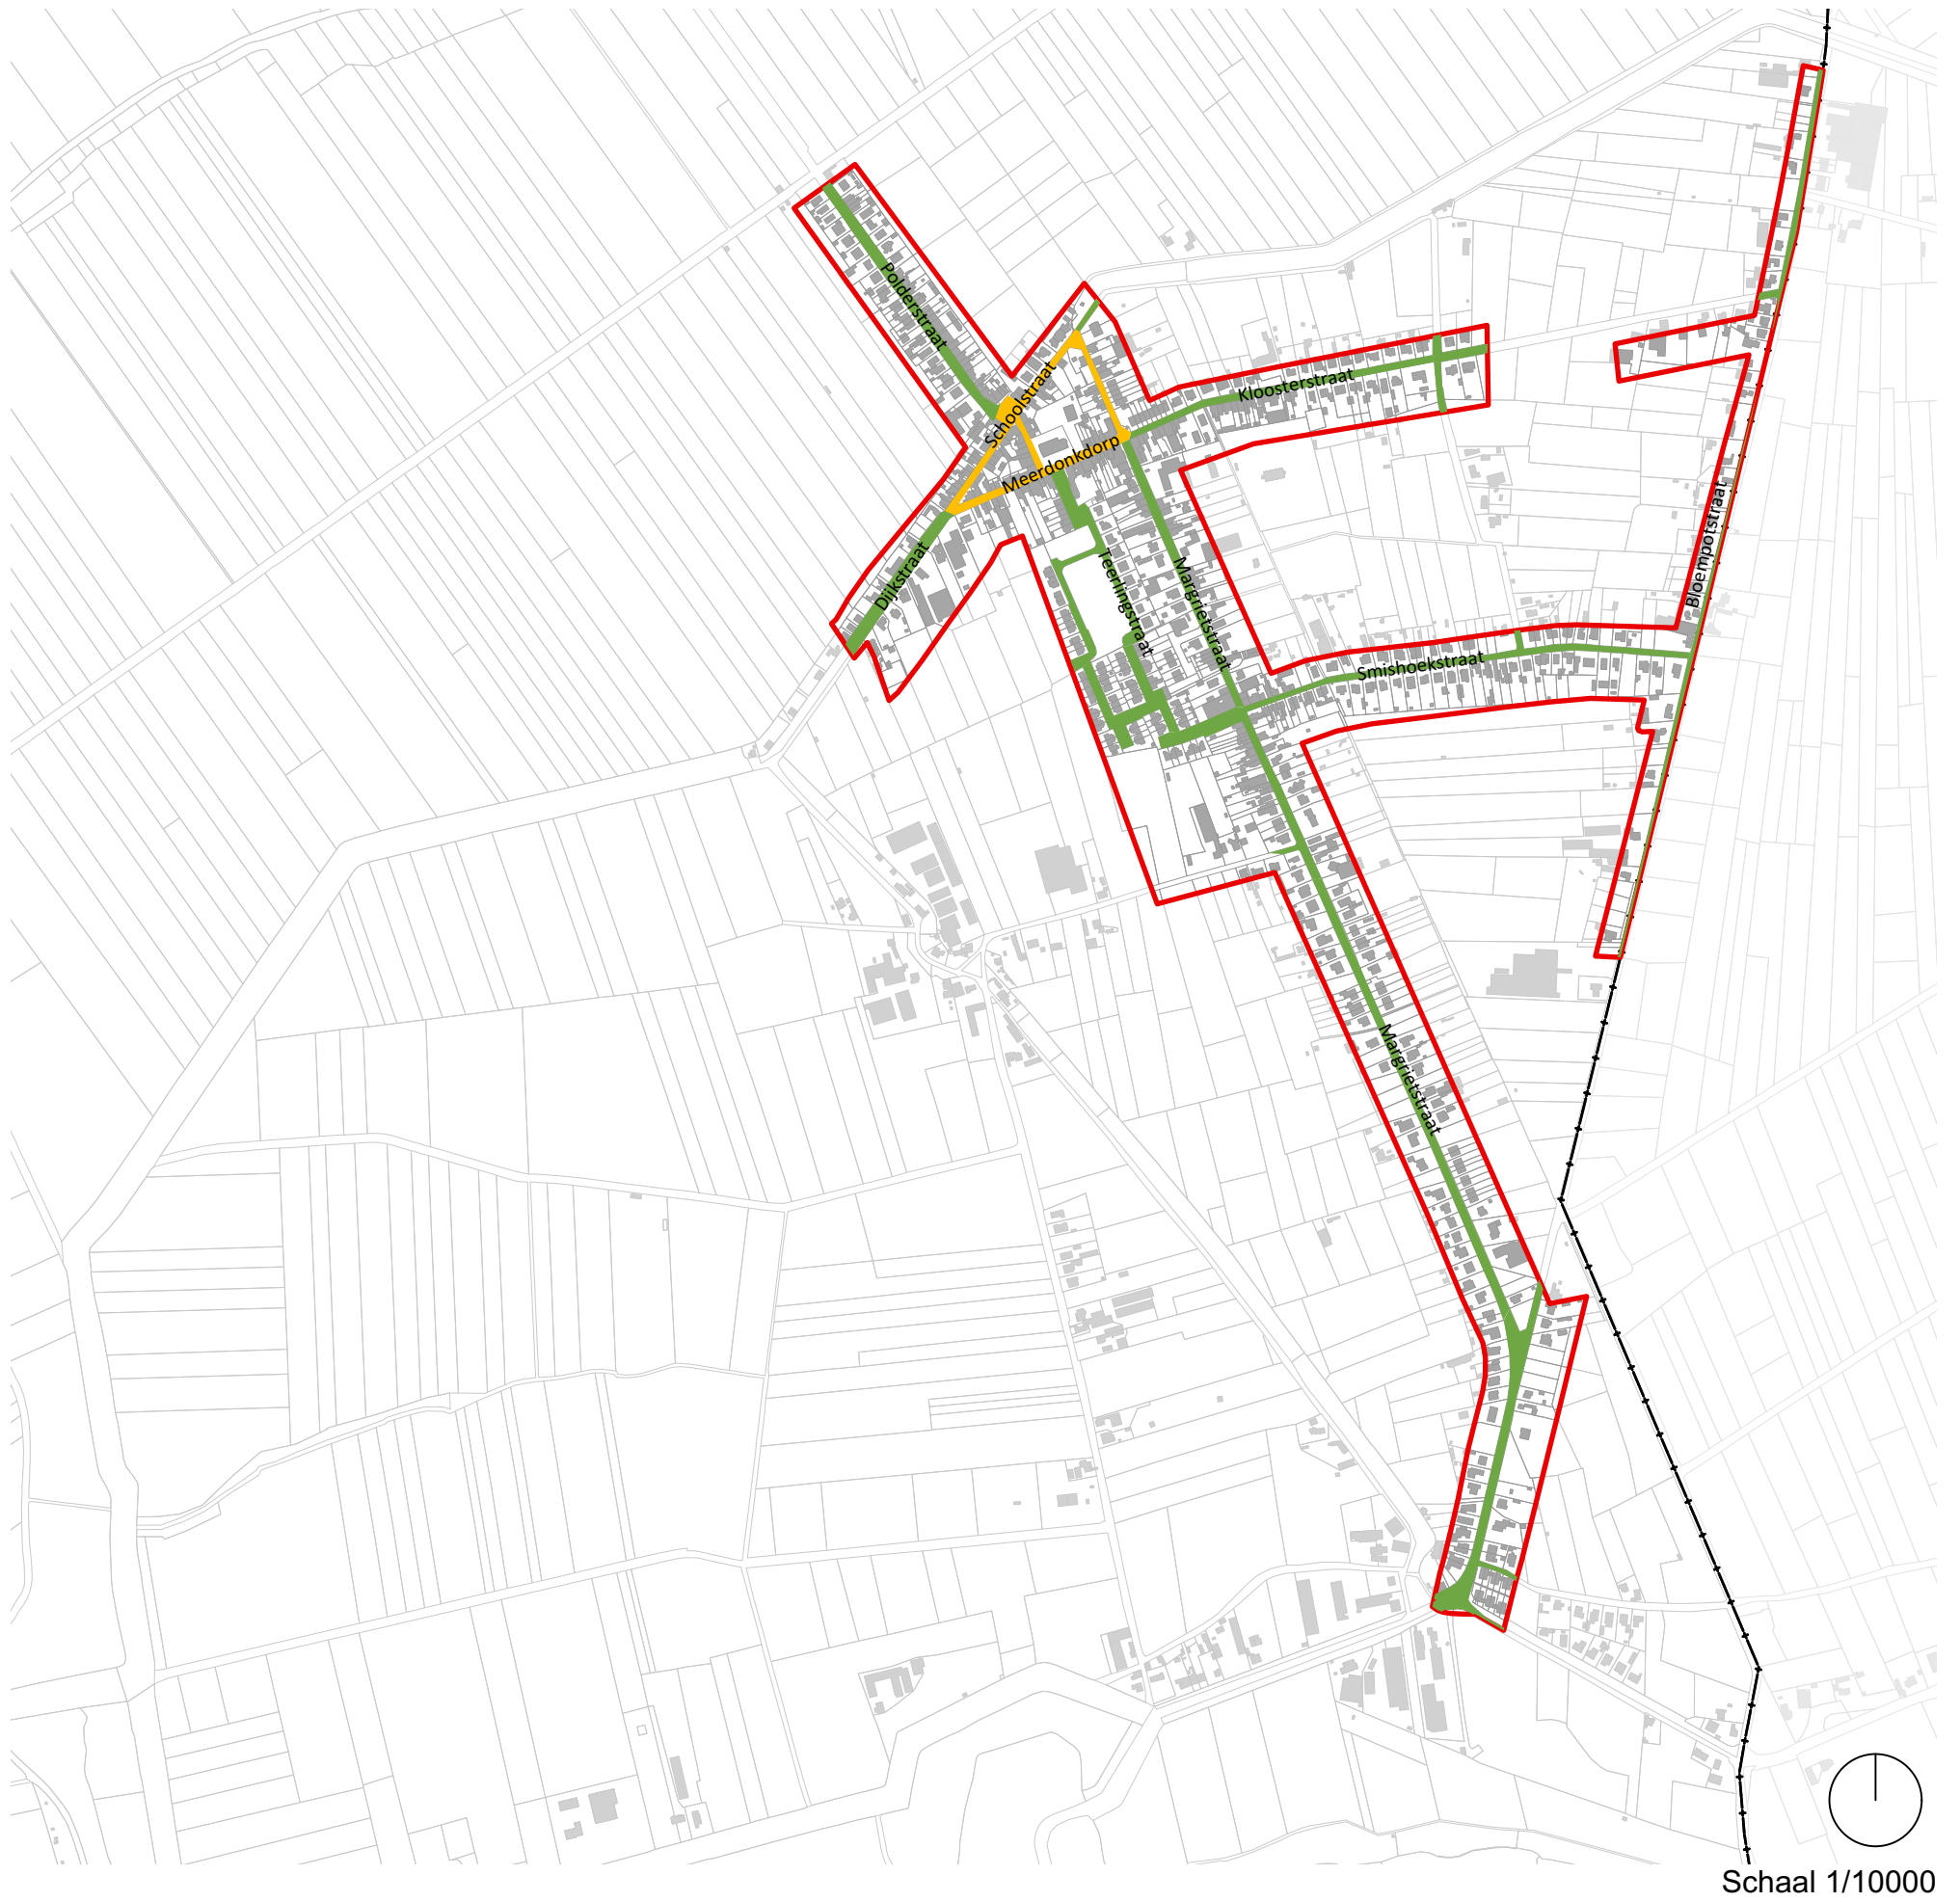 Polderstraat
Schoolstraat
Kloosterstraat
Meerdonkdorp
Bloempotstraat
Dijkstraat
Teerlingstraat
Margrietstraat
Smishoekstraat
Margrietstraat
Schaal 1/10000